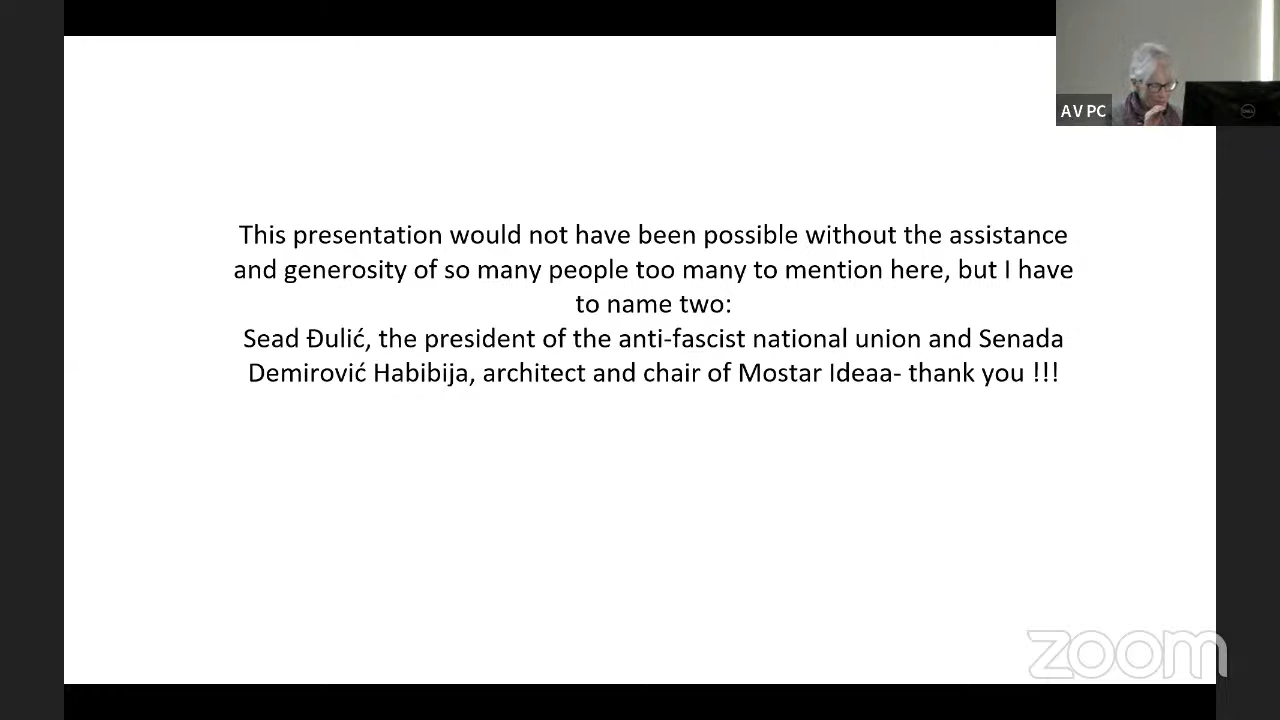 AV PC
This presentation would not have been possible without the assistance
and generosity of so many people too many to mention here, but I have
to name two:
Sead Đulić, the president of the anti-fascist national union and Senada
Demirović Habibija, architect and chair of Mostar Ideaa- thank you !!!
zoom